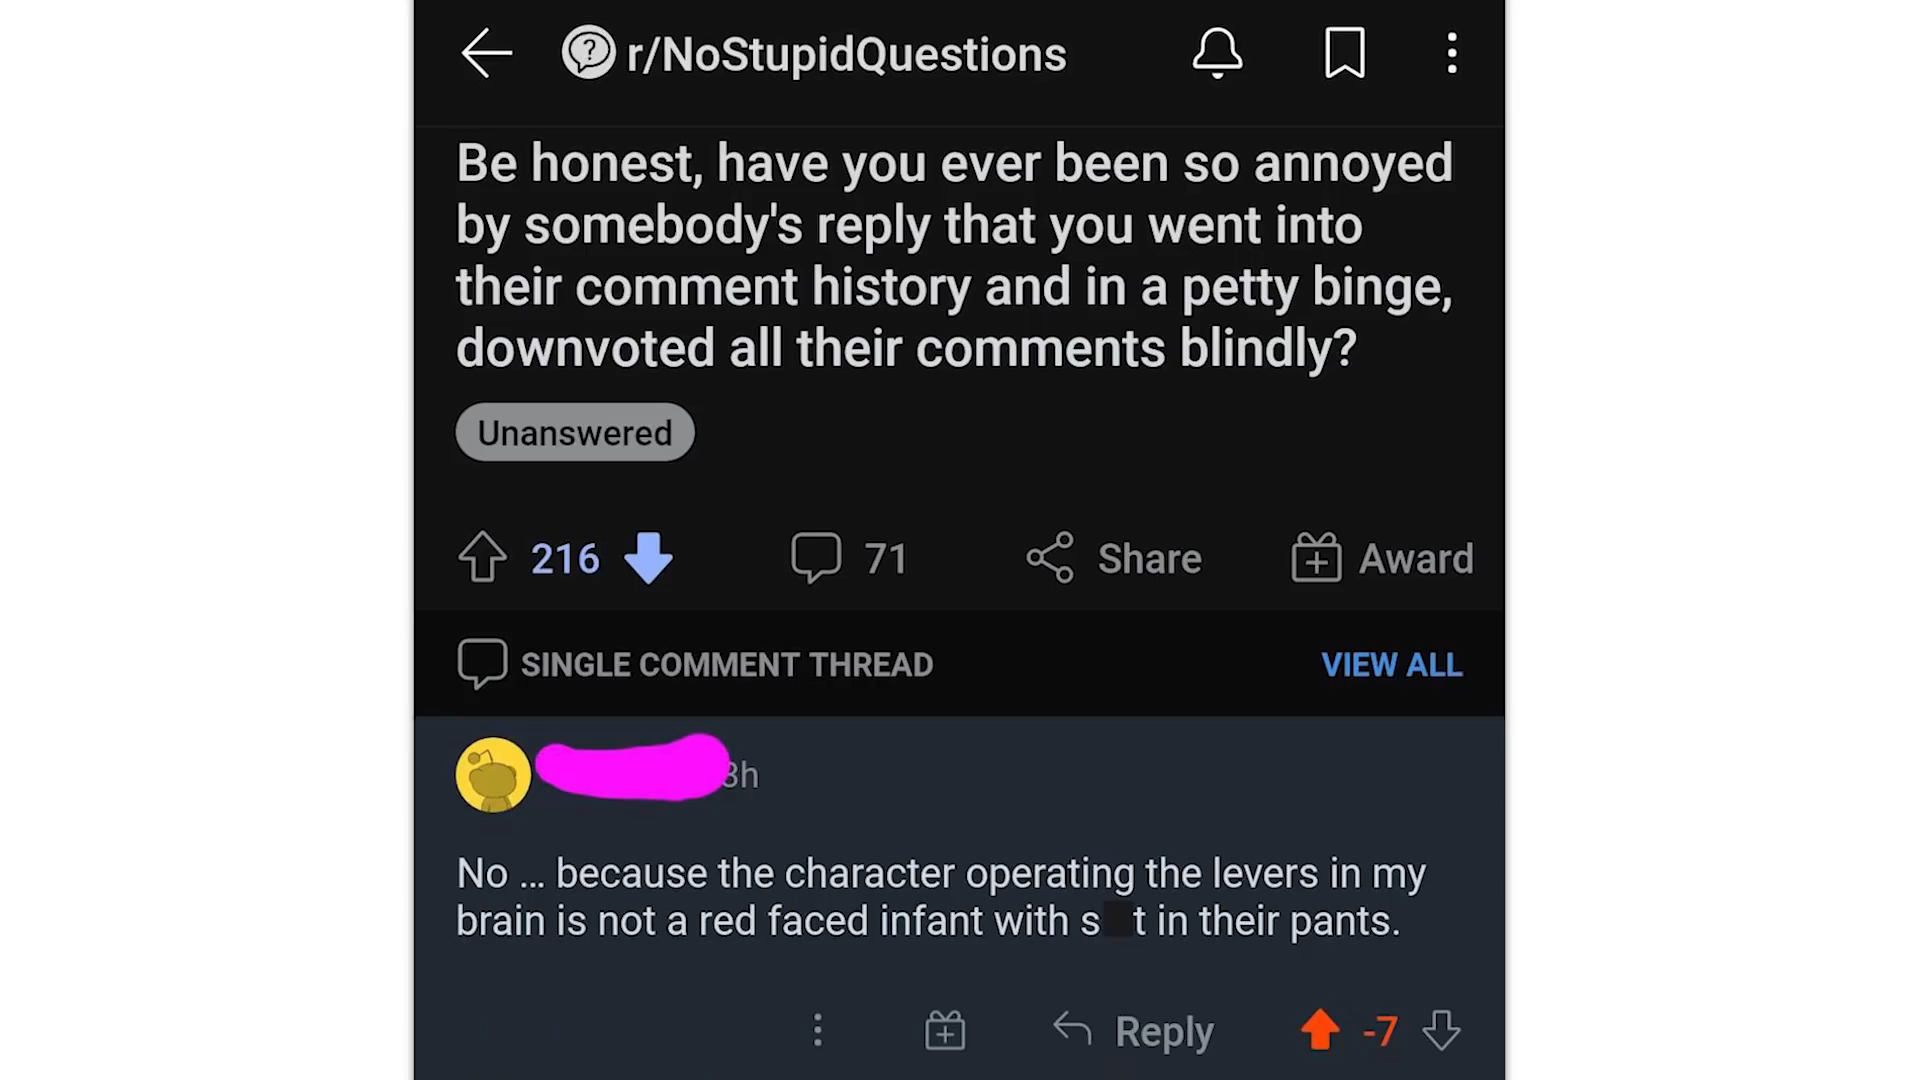 r/NoStupidQuestions
Be honest, have you ever been so annoyed
by somebody's reply that you went into
their comment history and in a petty binge,
downvoted all their comments blindly?
Unanswered
216 71 Share Award
SINGLE COMMENT THREAD VIEW ALL
3h
No ... because the character operating the levers in my
brain is not a red faced infant with s t in their pants.
Reply -7